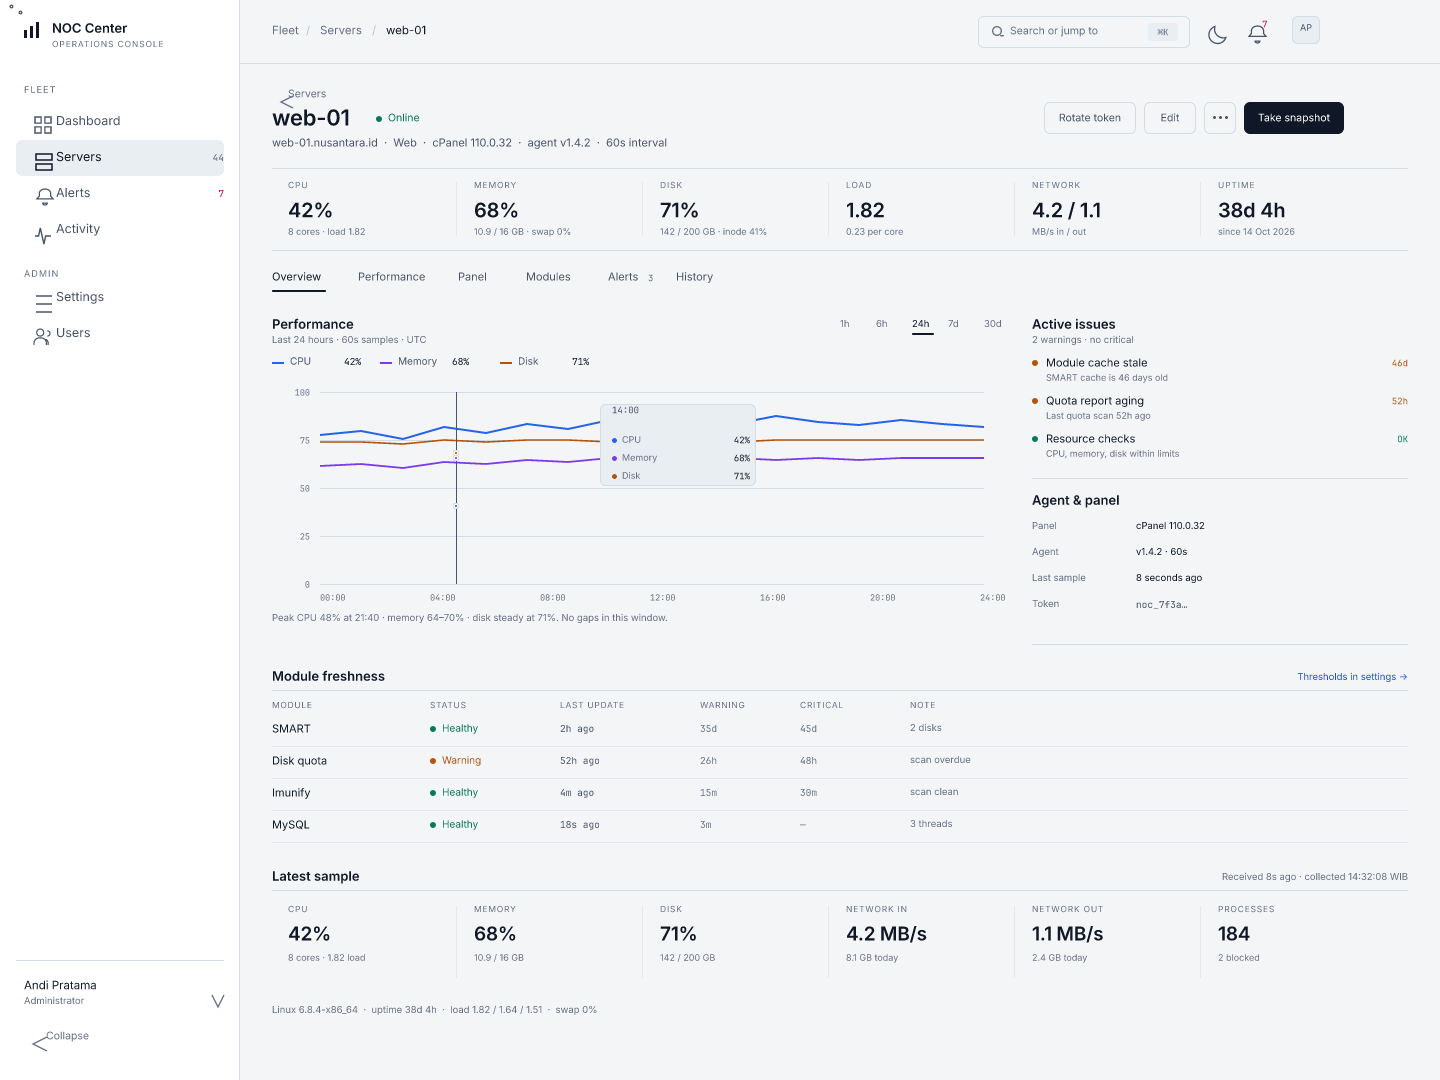 NOC Center
OPERATIONS CONSOLE
FLEET
Dashboard
Servers 44
Alerts 7
Activity
ADMIN
Settings
Users
Andi Pratama
Administrator
Collapse
Fleet / Servers / web-01
Search or jump to ⌘K
7
AP
Servers
web-01 Online
web-01.nusantara.id · Web · cPanel 110.0.32 · agent v1.4.2 · 60s interval
Rotate token Edit ••• Take snapshot
CPU MEMORY DISK LOAD NETWORK UPTIME
42% 68% 71% 1.82 4.2 / 1.1 38d 4h
8 cores · load 1.82 10.9 / 16 GB · swap 0% 142 / 200 GB · inode 41% 0.23 per core MB/s in / out since 14 Oct 2026
Overview Performance Panel Modules Alerts 3 History
Performance 1h 6h 24h 7d 30d
Last 24 hours · 60s samples · UTC
CPU 42% Memory 68% Disk 71%
100
75
50
25
0
14:00
CPU 42%
Memory 68%
Disk 71%
00:00 04:00 08:00 12:00 16:00 20:00 24:00
Peak CPU 48% at 21:40 · memory 64–70% · disk steady at 71%. No gaps in this window.
Active issues
2 warnings · no critical
Module cache stale 46d
SMART cache is 46 days old
Quota report aging 52h
Last quota scan 52h ago
Resource checks OK
CPU, memory, disk within limits
Agent & panel
Panel cPanel 110.0.32
Agent v1.4.2 · 60s
Last sample 8 seconds ago
Token noc_7f3a…
Module freshness Thresholds in settings →
MODULE STATUS LAST UPDATE WARNING CRITICAL NOTE
SMART Healthy 2h ago 35d 45d 2 disks
Disk quota Warning 52h ago 26h 48h scan overdue
Imunify Healthy 4m ago 15m 30m scan clean
MySQL Healthy 18s ago 3m — 3 threads
Latest sample Received 8s ago · collected 14:32:08 WIB
CPU MEMORY DISK NETWORK IN NETWORK OUT PROCESSES
42% 68% 71% 4.2 MB/s 1.1 MB/s 184
8 cores · 1.82 load 10.9 / 16 GB 142 / 200 GB 8.1 GB today 2.4 GB today 2 blocked
Linux 6.8.4-x86_64 · uptime 38d 4h · load 1.82 / 1.64 / 1.51 · swap 0%